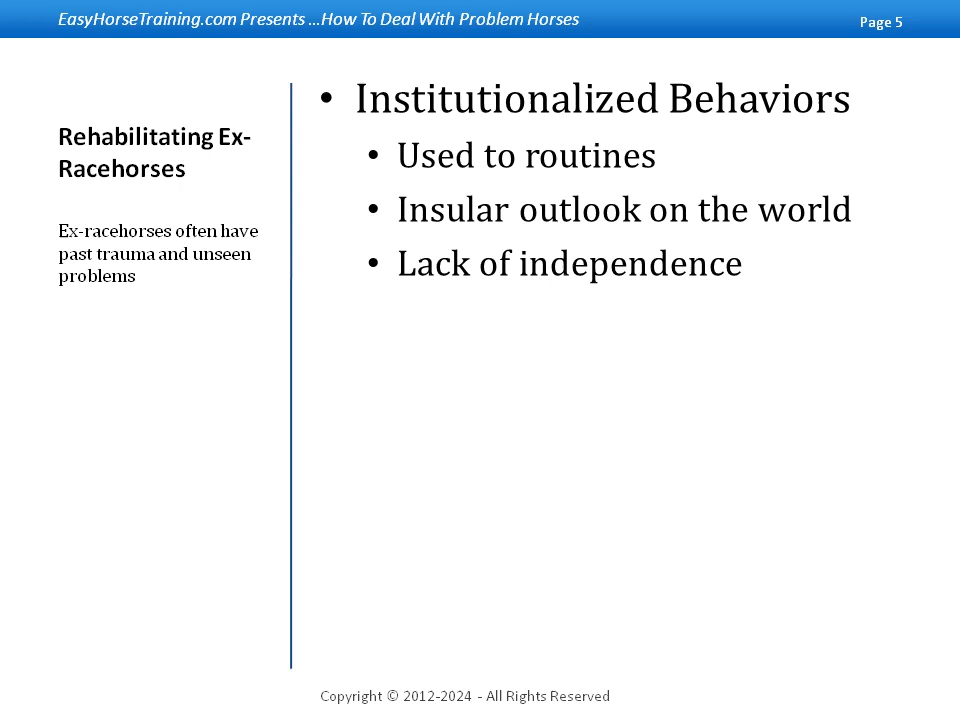 EasyHorseTraining.com Presents ...How To Deal With Problem Horses
Page 5
Rehabilitating Ex-
Racehorses
Ex-racehorses often have
past trauma and unseen
problems
• Institutionalized Behaviors
• Used to routines
• Insular outlook on the world
• Lack of independence
Copyright © 2012-2024 - All Rights Reserved